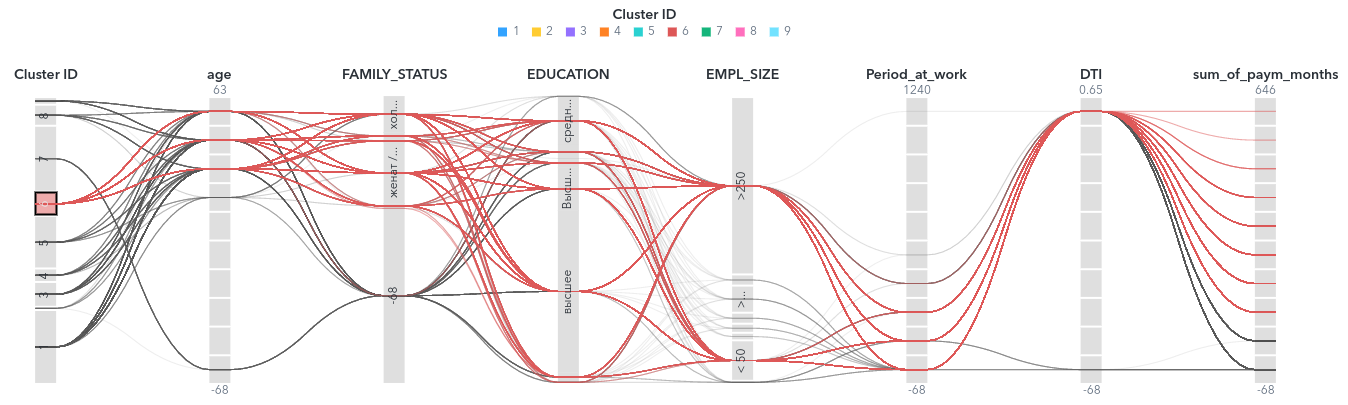 Cluster ID
1 2 3 4 5 6 7 8 9
Cluster ID age FAMILY_STATUS EDUCATION EMPL_SIZE Period_at_work DTI sum_of_paym_months
63 1240 0.65 646
8
7
5
4
3
1
хол...
женат /...
-68
средн...
Высш...
высшее
>250
>...
<50
-68 -68 -68 -68